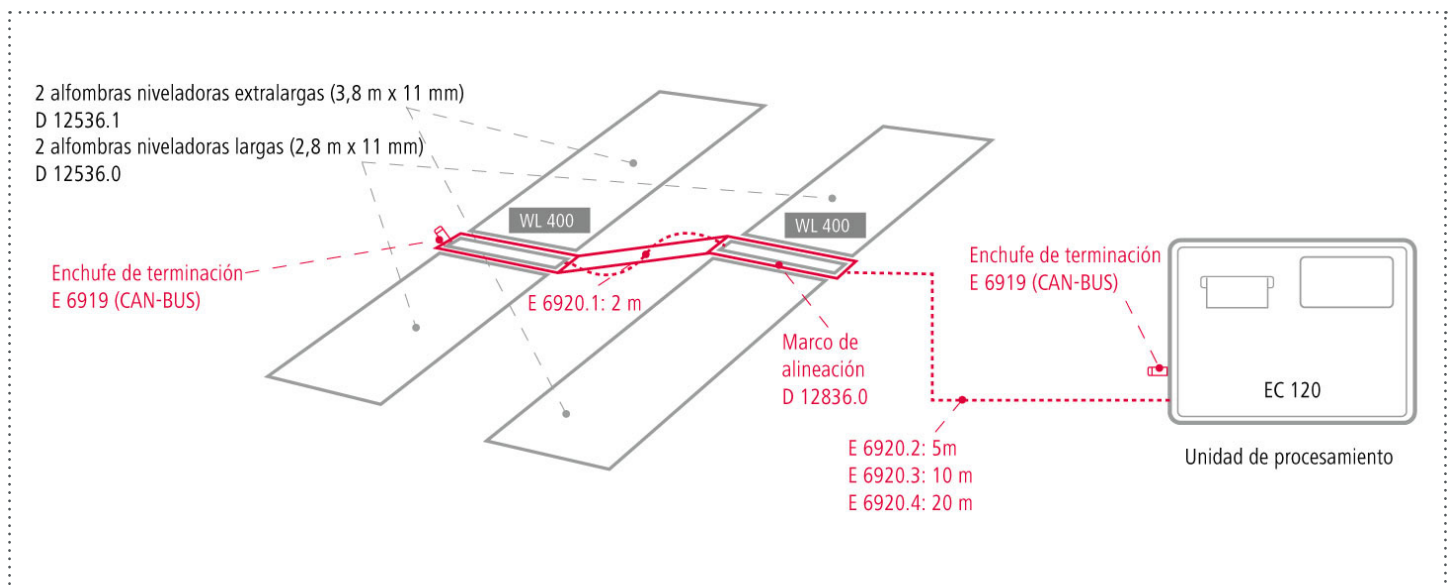 2 alfombras niveladoras extralargas (3,8 m x 11 mm)
D 12536.1
2 alfombras niveladoras largas (2,8 m x 11 mm)
D 12536.0
WL 400
WL 400
Enchufe de terminación
E 6919 (CAN-BUS)
E 6920.1: 2 m
Marco de
alineación
D 12836.0
Enchufe de terminación
E 6919 (CAN-BUS)
E 6920.2: 5m
E 6920.3: 10 m
E 6920.4: 20 m
EC 120
Unidad de procesamiento